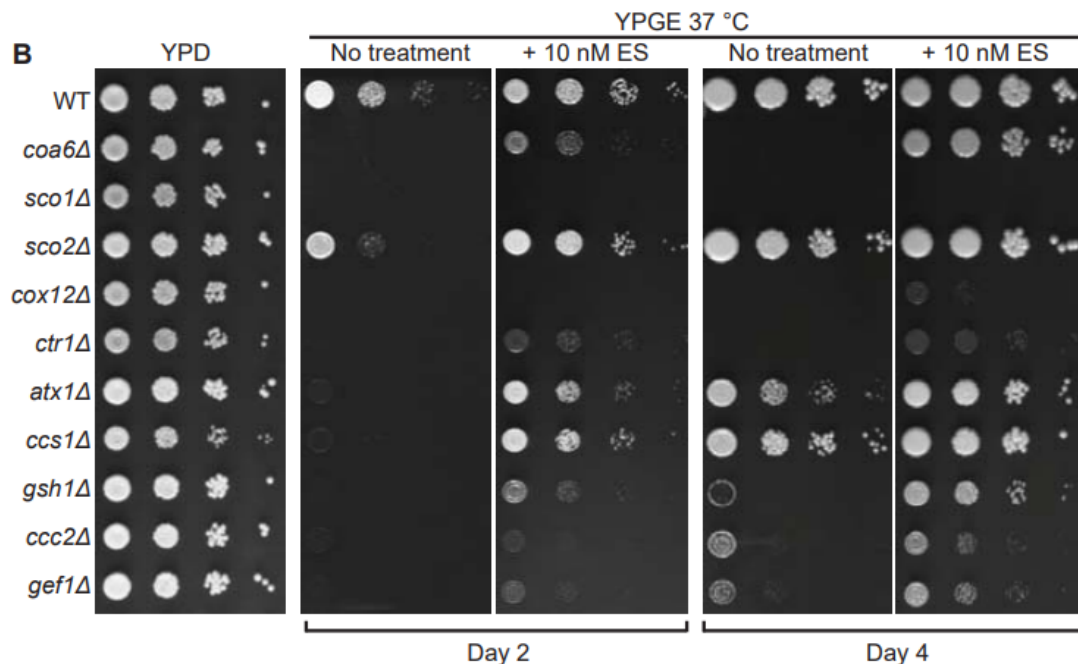 YPGE 37 °C
B
YPD
No treatment
+ 10 nM ES
No treatment
+ 10 nM ES
WT
coa6Δ
sco1Δ
sco2Δ
cox12Δ
ctr1Δ
atx1Δ
ccs1Δ
gsh1Δ
ccc2Δ
gef1Δ
Day 2
Day 4